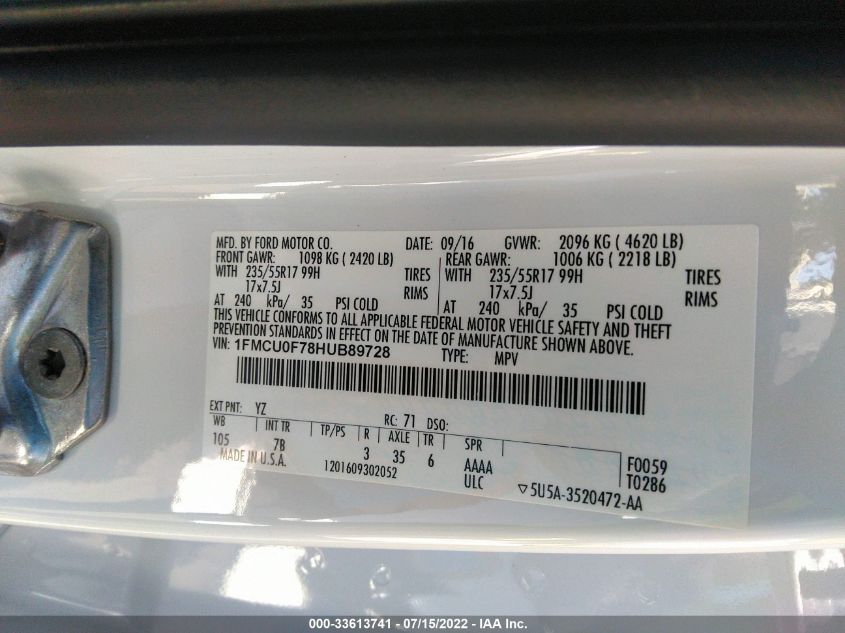 MFD. BY FORD MOTOR CO. DATE: 09/16 GVWR: 2096 KG ( 4620 LB)
FRONT GAWR: 1098 KG ( 2420 LB) REAR GAWR: 1006 KG ( 2218 LB)
WITH 235/55R17 99H TIRES WITH 235/55R17 99H TIRES
17x7.5J RIMS 17x7.5J RIMS
AT 240 kPa/ 35 PSI COLD AT 240 kPa/ 35 PSI COLD
THIS VEHICLE CONFORMS TO ALL APPLICABLE FEDERAL MOTOR VEHICLE SAFETY AND THEFT
PREVENTION STANDARDS IN EFFECT ON THE DATE OF MANUFACTURE SHOWN ABOVE.
VIN: 1FMCU0F78HUB89728 TYPE: MPV
EXT PNT: YZ RC: 71 DSO:
WB INT TR TP/PS R AXLE TR SPR
105 7B 3 35 6 AAAA F0059
MADE IN U.S.A. 1201609302052 ULC T0286
▽5U5A-3520472-AA
000-33613741 - 07/15/2022 - IAA Inc.